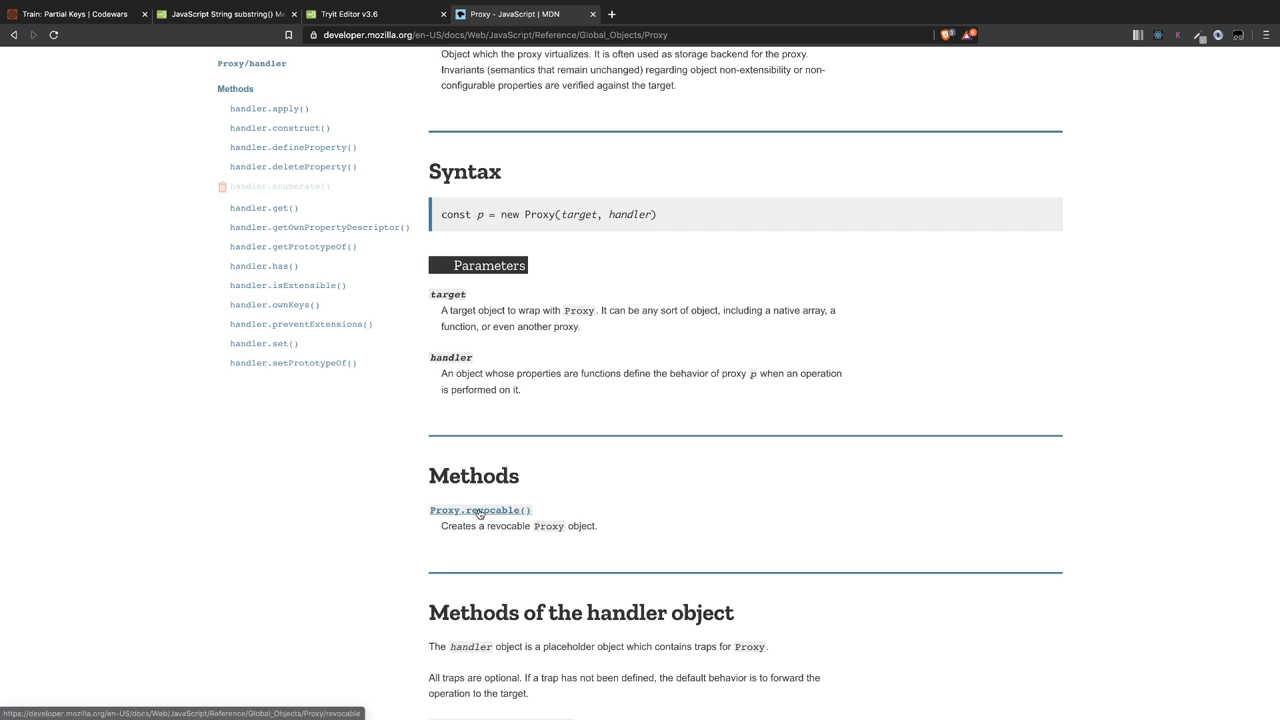 Train: Partial Keys | Codewars
JavaScript String substring() Me
Tryit Editor v3.6
Proxy - JavaScript | MDN
developer.mozilla.org/en-US/docs/Web/JavaScript/Reference/Global_Objects/Proxy
Proxy/handler
Methods
handler.apply()
handler.construct()
handler.defineProperty()
handler.deleteProperty()
handler.enumerate()
handler.get()
handler.getOwnPropertyDescriptor()
handler.getPrototypeOf()
handler.has()
handler.isExtensible()
handler.ownKeys()
handler.preventExtensions()
handler.set()
handler.setPrototypeOf()
Object which the proxy virtualizes. It is often used as storage backend for the proxy.
Invariants (semantics that remain unchanged) regarding object non-extensibility or non-
configurable properties are verified against the target.
Syntax
const p = new Proxy(target, handler)
Parameters
target
A target object to wrap with Proxy. It can be any sort of object, including a native array, a
function, or even another proxy.
handler
An object whose properties are functions define the behavior of proxy p when an operation
is performed on it.
Methods
Proxy.revocable()
Creates a revocable Proxy object.
Methods of the handler object
The handler object is a placeholder object which contains traps for Proxy.
All traps are optional. If a trap has not been defined, the default behavior is to forward the
operation to the target.
https://developer.mozilla.org/en-US/docs/Web/JavaScript/Reference/Global_Objects/Proxy/revocable